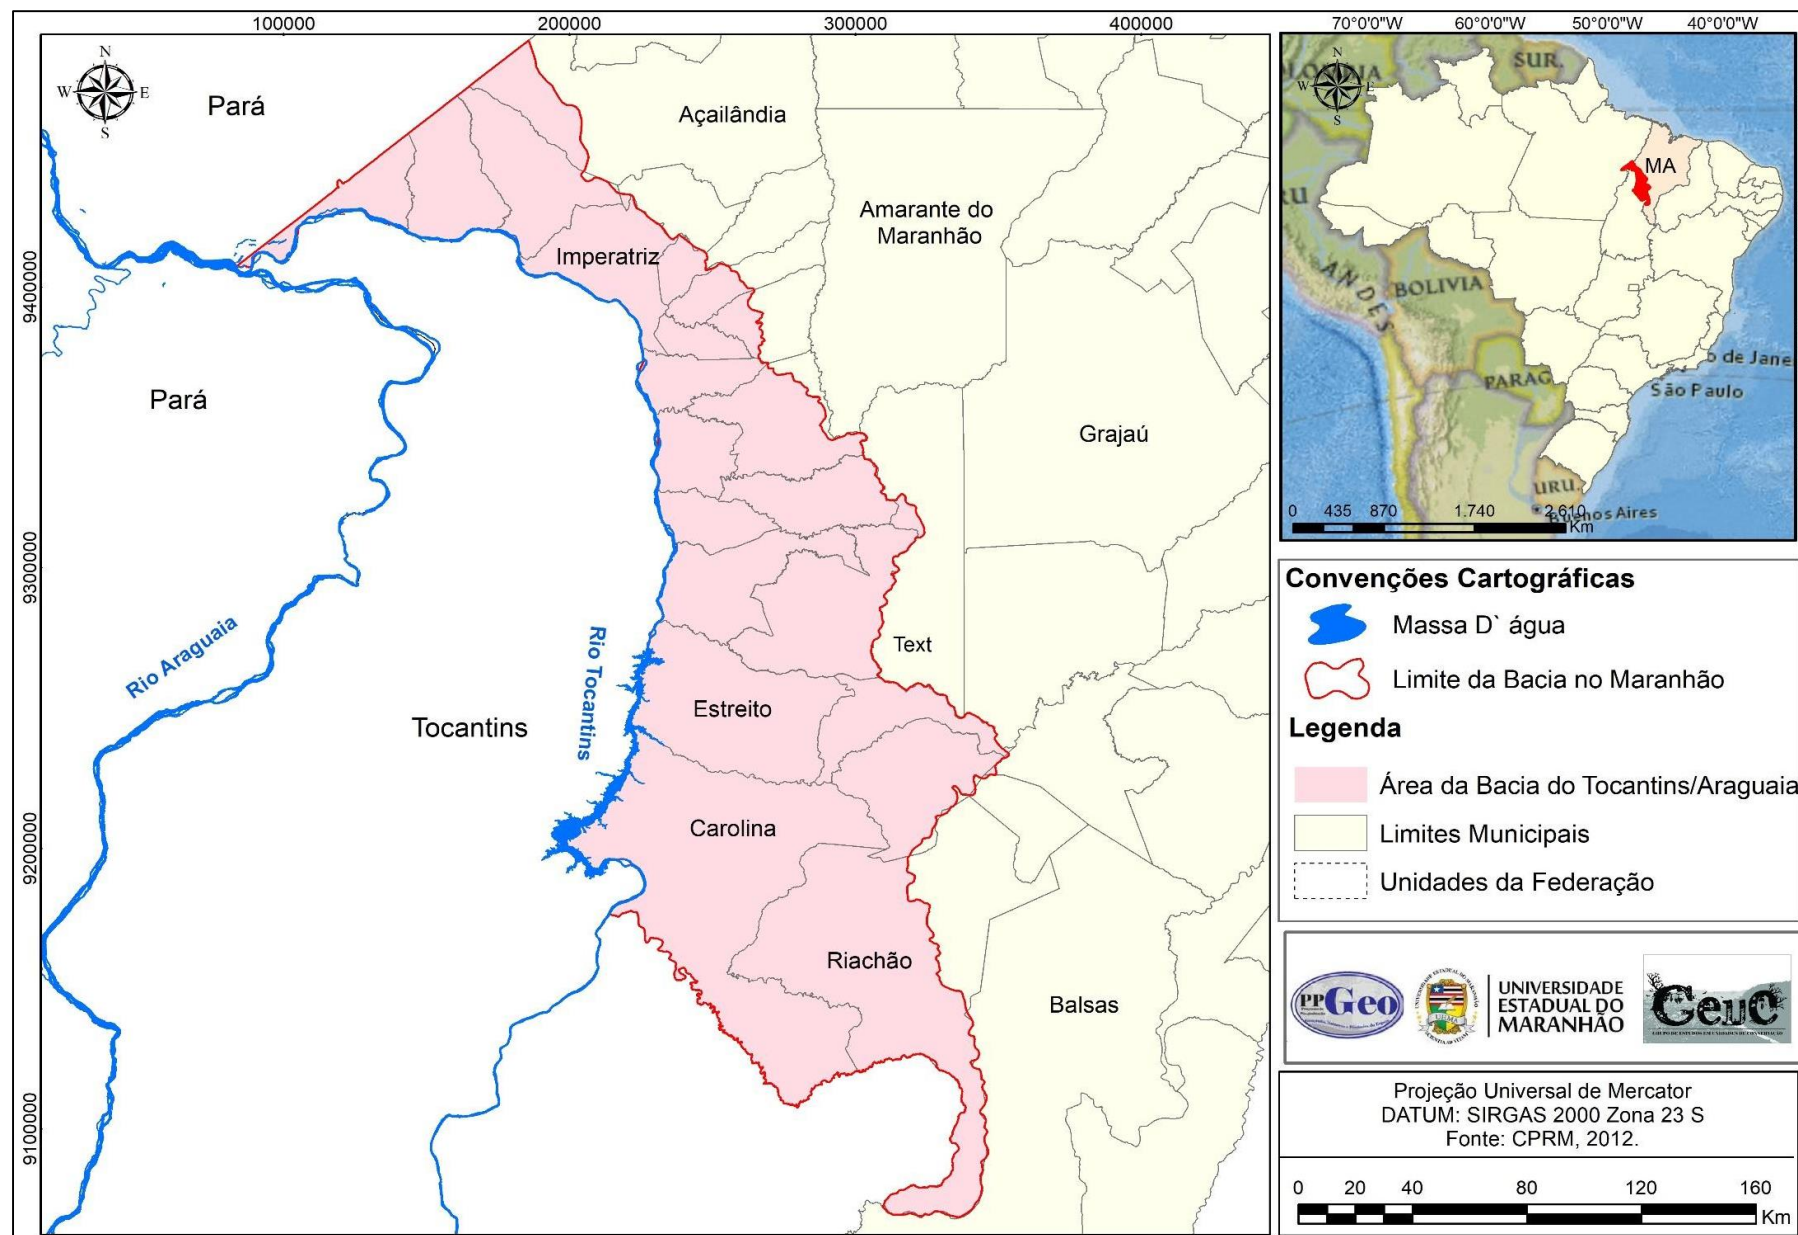 100000
200000
300000
400000
9400000
9300000
9200000
9100000
N
W
E
S
Pará
Açailândia
Amarante do
Maranhão
Imperatriz
Pará
Grajaú
Rio Araguaia
Rio Tocantins
Text
Estreito
Tocantins
Carolina
Riachão
Balsas
70°0'0"W
60°0'0"W
50°0'0"W
40°0'0"W
N
W
E
S
SUR.
MA
RU
ANDES
BOLIVIA
PARAG
o de Jane
São Paulo
URU.
Buenos Aires
0 435 870 1.740 2.610
Km
Convenções Cartográficas
Massa D` água
Limite da Bacia no Maranhão
Legenda
Área da Bacia do Tocantins/Araguaia
Limites Municipais
Unidades da Federação
PPGeo
UNIVERSIDADE
ESTADUAL DO
MARANHÃO
GeuC
Projeção Universal de Mercator
DATUM: SIRGAS 2000 Zona 23 S
Fonte: CPRM, 2012.
0 20 40 80 120 160
Km